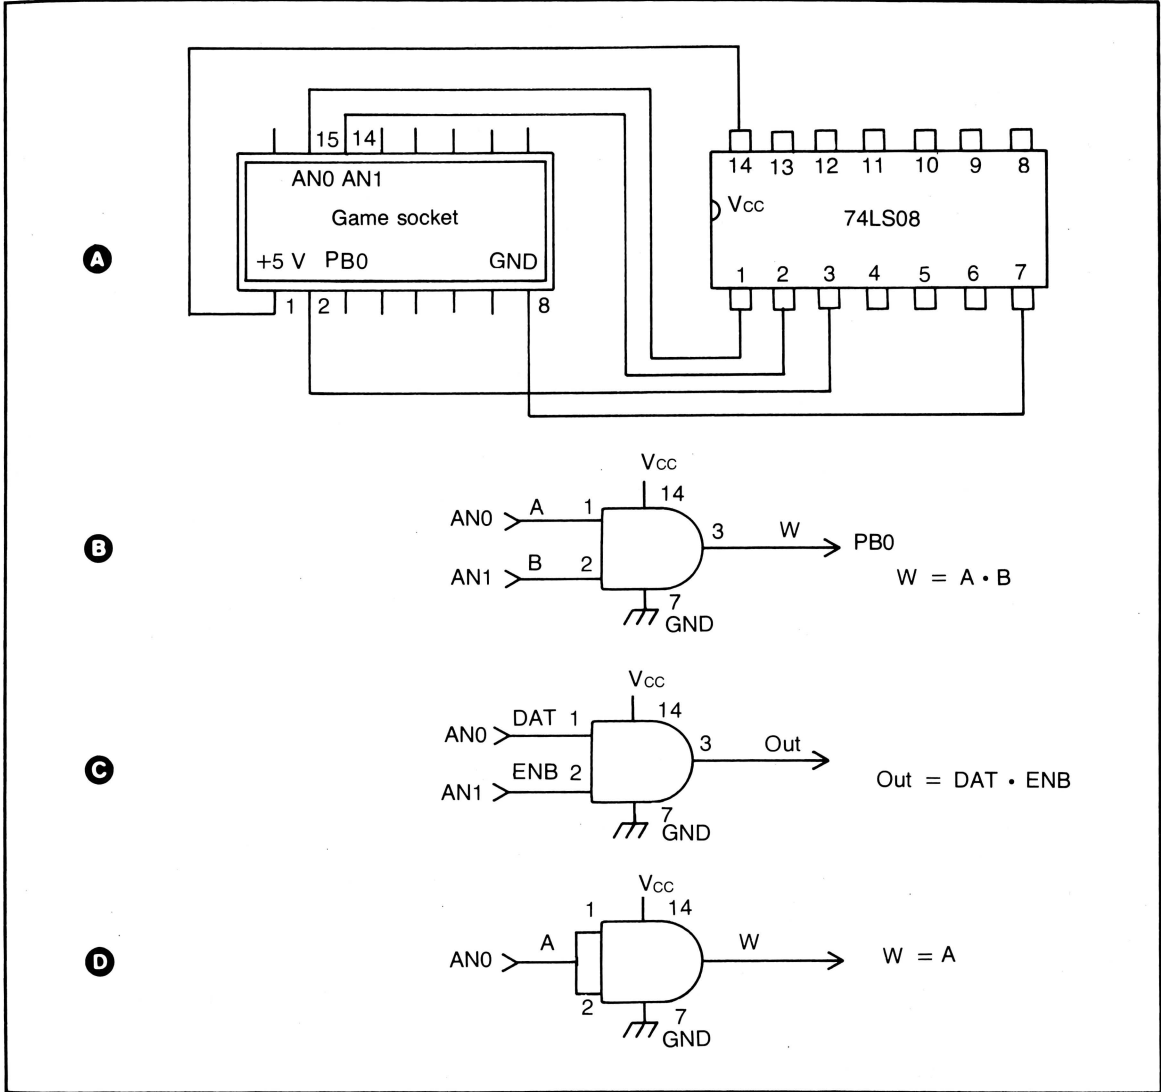 15 14
AN0 AN1
Game socket
+5 V PB0 GND
1 2 8
14 13 12 11 10 9 8
Vcc
74LS08
1 2 3 4 5 6 7
A
Vcc
14
AN0 A 1
3 W PB0
AN1 B 2
W = A • B
7
GND
B
Vcc
14
AN0 DAT 1
3 Out
AN1 ENB 2
Out = DAT • ENB
7
GND
C
Vcc
1 14
AN0 A W
W = A
2 7
GND
D